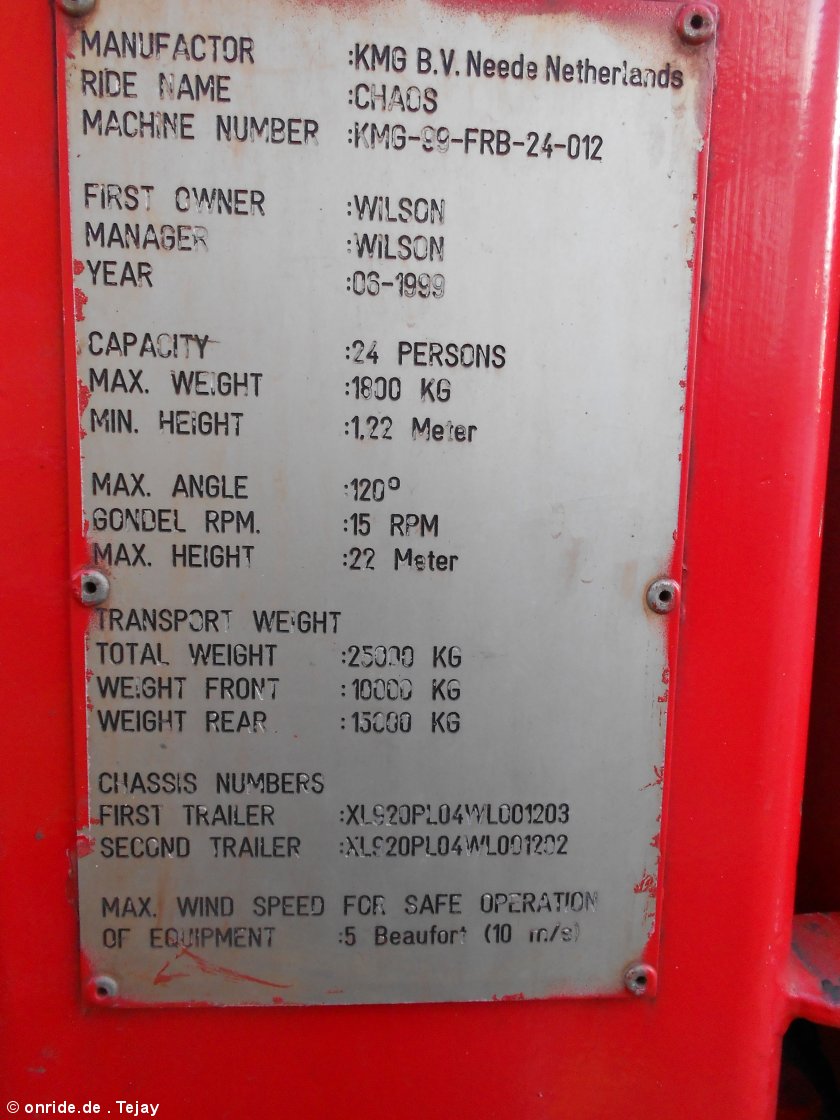 MANUFACTOR :KMG B.V. Neede Netherlands
RIDE NAME :CHAOS
MACHINE NUMBER :KMG-99-FRB-24-012
FIRST OWNER :WILSON
MANAGER :WILSON
YEAR :06-1999
CAPACITY :24 PERSONS
MAX. WEIGHT :1800 KG
MIN. HEIGHT :1,22 Meter
MAX. ANGLE :120°
GONDEL RPM. :15 RPM
MAX. HEIGHT :22 Meter
TRANSPORT WEIGHT
TOTAL WEIGHT :25000 KG
WEIGHT FRONT :10000 KG
WEIGHT REAR :15000 KG
CHASSIS NUMBERS
FIRST TRAILER :XL920PL04WL001203
SECOND TRAILER :XL920PL04WL001202
MAX. WIND SPEED FOR SAFE OPERATION
OF EQUIPMENT :5 Beaufort (10 m/s)
© onride.de . Tejay